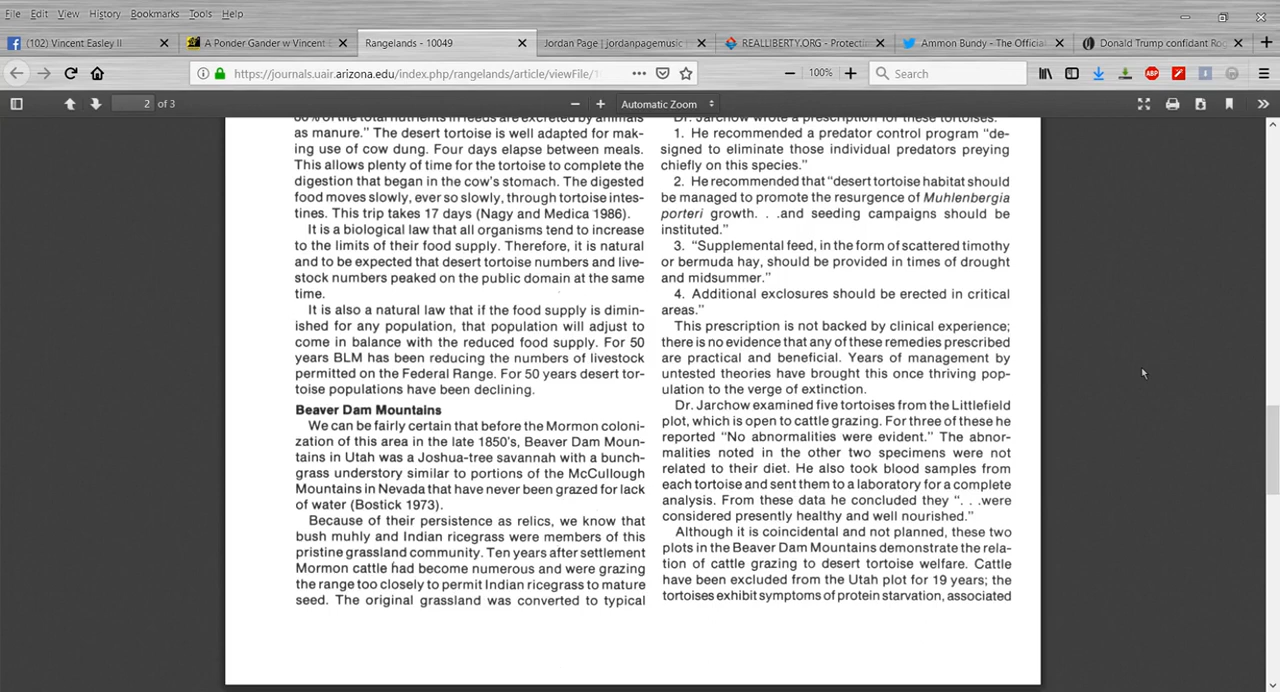 File Edit View History Bookmarks Tools Help
(102) Vincent Easley II
A Ponder Gander w Vincent
Rangelands - 10049
Jordan Page | jordanpagemusic
REALLIBERTY.ORG - Protectin
Ammon Bundy - The Official
Donald Trump confidant Rog
https://journals.uair.arizona.edu/index.php/rangelands/article/viewFile/1
100%
Search
ABP
2 of 3
Automatic Zoom
80% of the total nutrients in feeds are excreted by animals
as manure." The desert tortoise is well adapted for mak-
ing use of cow dung. Four days elapse between meals.
This allows plenty of time for the tortoise to complete the
digestion that began in the cow's stomach. The digested
food moves slowly, ever so slowly, through tortoise intes-
tines. This trip takes 17 days (Nagy and Medica 1986).
It is a biological law that all organisms tend to increase
to the limits of their food supply. Therefore, it is natural
and to be expected that desert tortoise numbers and live-
stock numbers peaked on the public domain at the same
time.
It is also a natural law that if the food supply is dimin-
ished for any population, that population will adjust to
come in balance with the reduced food supply. For 50
years BLM has been reducing the numbers of livestock
permitted on the Federal Range. For 50 years desert tor-
toise populations have been declining.
Beaver Dam Mountains
We can be fairly certain that before the Mormon coloni-
zation of this area in the late 1850's, Beaver Dam Moun-
tains in Utah was a Joshua-tree savannah with a bunch-
grass understory similar to portions of the McCullough
Mountains in Nevada that have never been grazed for lack
of water (Bostick 1973).
Because of their persistence as relics, we know that
bush muhly and Indian ricegrass were members of this
pristine grassland community. Ten years after settlement
Mormon cattle had become numerous and were grazing
the range too closely to permit Indian ricegrass to mature
seed. The original grassland was converted to typical
Dr. Jarchow wrote a prescription for these tortoises.
1. He recommended a predator control program "de-
signed to eliminate those individual predators preying
chiefly on this species."
2. He recommended that "desert tortoise habitat should
be managed to promote the resurgence of Muhlenbergia
porteri growth. . .and seeding campaigns should be
instituted."
3. "Supplemental feed, in the form of scattered timothy
or bermuda hay, should be provided in times of drought
and midsummer."
4. Additional exclosures should be erected in critical
areas."
This prescription is not backed by clinical experience;
there is no evidence that any of these remedies prescribed
are practical and beneficial. Years of management by
untested theories have brought this once thriving pop-
ulation to the verge of extinction.
Dr. Jarchow examined five tortoises from the Littlefield
plot, which is open to cattle grazing. For three of these he
reported "No abnormalities were evident." The abnor-
malities noted in the other two specimens were not
related to their diet. He also took blood samples from
each tortoise and sent them to a laboratory for a complete
analysis. From these data he concluded they ". . .were
considered presently healthy and well nourished."
Although it is coincidental and not planned, these two
plots in the Beaver Dam Mountains demonstrate the rela-
tion of cattle grazing to desert tortoise welfare. Cattle
have been excluded from the Utah plot for 19 years; the
tortoises exhibit symptoms of protein starvation, associated